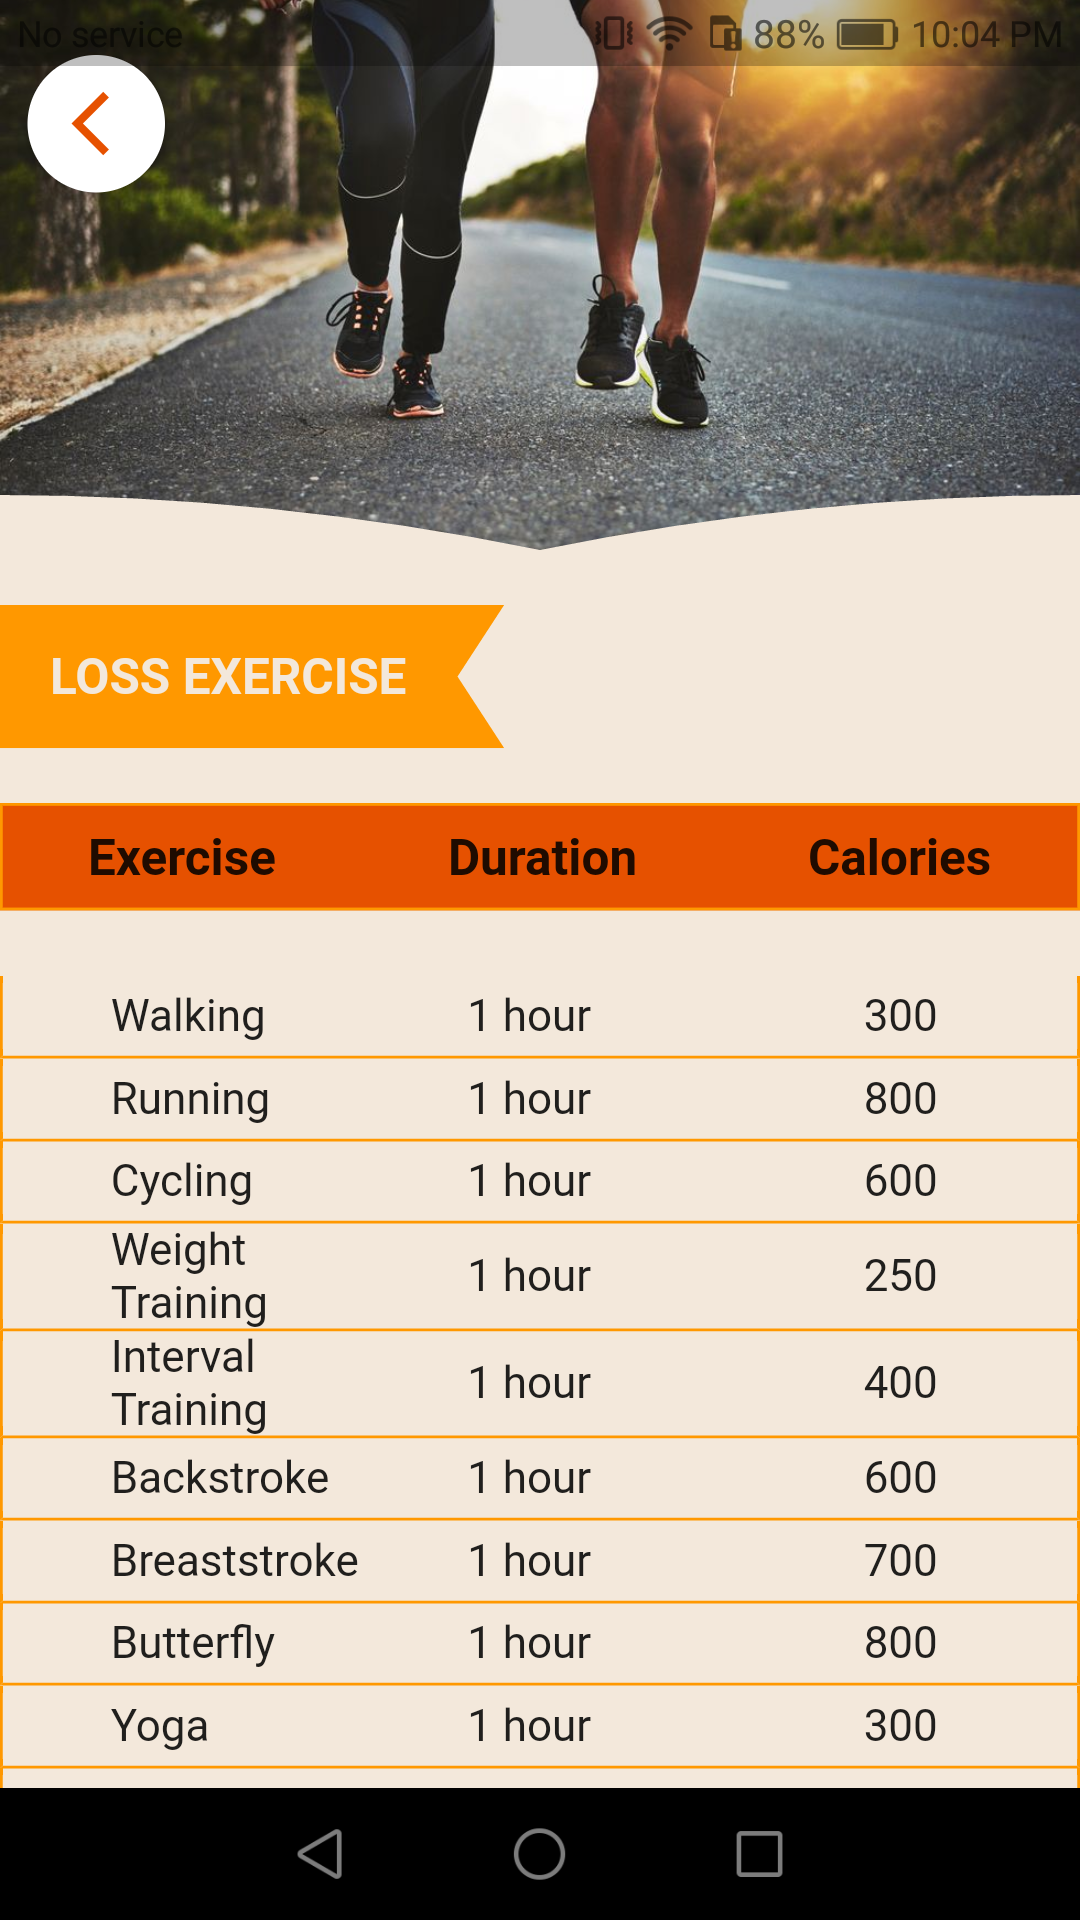 No service 88% 10:04 PM
LOSS EXERCISE
Exercise Duration Calories
Walking 1 hour 300
Running 1 hour 800
Cycling 1 hour 600
Weight
Training 1 hour 250
Interval
Training 1 hour 400
Backstroke 1 hour 600
Breaststroke 1 hour 700
Butterfly 1 hour 800
Yoga 1 hour 300